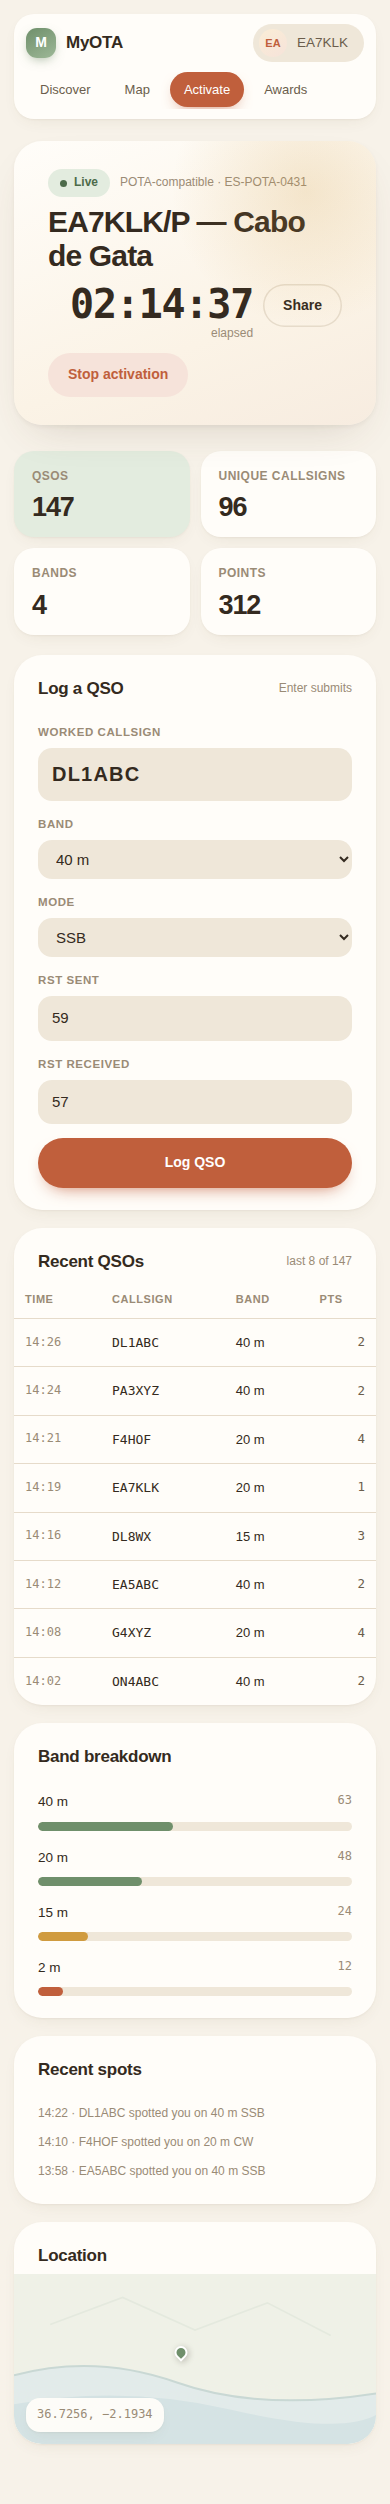 M MyOTA EA EA7KLK
Discover Map Activate Awards
Live POTA-compatible · ES-POTA-0431
EA7KLK/P — Cabo
de Gata
02:14:37 Share
elapsed
Stop activation
QSOS UNIQUE CALLSIGNS
147 96
BANDS POINTS
4 312
Log a QSO Enter submits
WORKED CALLSIGN
DL1ABC
BAND
40 m
MODE
SSB
RST SENT
59
RST RECEIVED
57
Log QSO
Recent QSOs last 8 of 147
TIME CALLSIGN BAND PTS
14:26 DL1ABC 40 m 2
14:24 PA3XYZ 40 m 2
14:21 F4HOF 20 m 4
14:19 EA7KLK 20 m 1
14:16 DL8WX 15 m 3
14:12 EA5ABC 40 m 2
14:08 G4XYZ 20 m 4
14:02 ON4ABC 40 m 2
Band breakdown
40 m 63
20 m 48
15 m 24
2 m 12
Recent spots
14:22 · DL1ABC spotted you on 40 m SSB
14:10 · F4HOF spotted you on 20 m CW
13:58 · EA5ABC spotted you on 40 m SSB
Location
36.7256, −2.1934